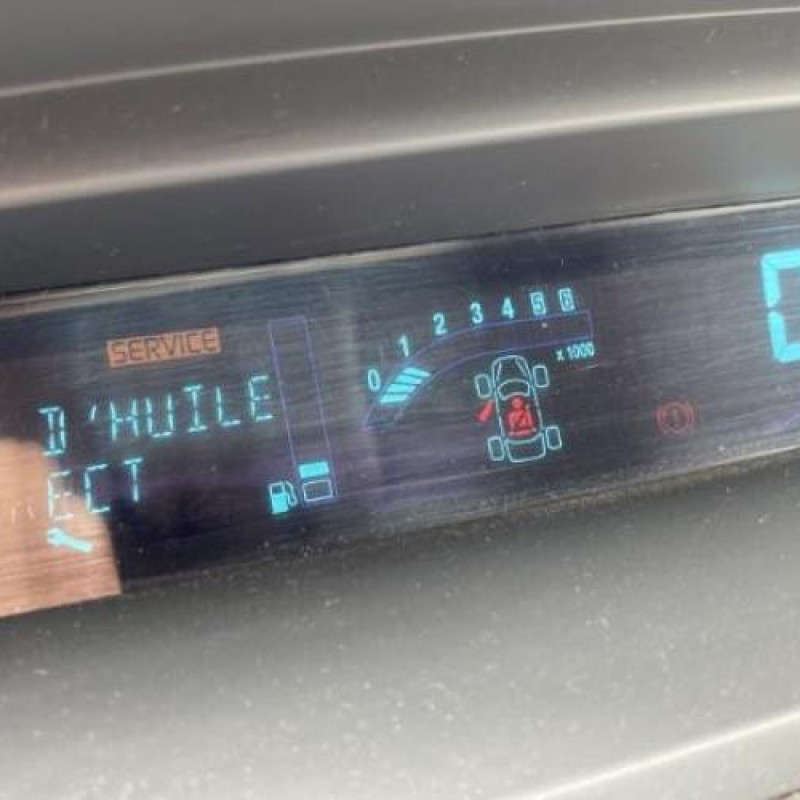 SERVICE
D'HUILE
ECT
0 1 2 3 4 5 6
x 1000